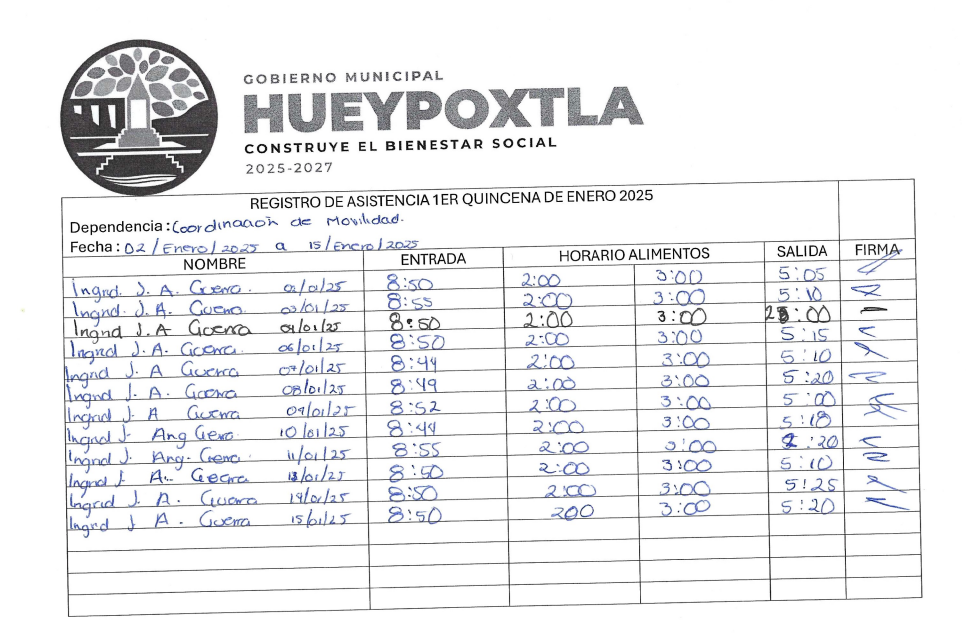 GOBIERNO MUNICIPAL
HUEYPOXTLA
CONSTRUYE EL BIENESTAR SOCIAL
2025-2027
REGISTRO DE ASISTENCIA 1ER QUINCENA DE ENERO 2025
Dependencia: Coordinación de Movilidad.
Fecha: 02/Enero/2025 a 15/Enero/2025
NOMBRE ENTRADA HORARIO ALIMENTOS SALIDA FIRMA
Ingrid. J. A. Guerra. 02/01/25 8:50 2:00 3:00 5:05
Ingrid. J. A. Guerra. 03/01/25 8:55 2:00 3:00 5:10
Ingrid J. A Guerra 04/01/25 8:50 2:00 3:00 :00
Ingrid J. A. Guerra. 06/01/25 8:50 2:00 3:00 5:15
Ingrid J. A Guerra 07/01/25 8:44 2:00 3:00 5:10
Ingrid J. A. Guerra 08/01/25 8:49 2:00 3:00 5:20
Ingrid J. A Guerra 09/01/25 8:52 2:00 3:00 5:00
Ingrid J. Ang 10/01/25 8:44 2:00 3:00 5:18
Ingrid J. Ang. 11/01/25 8:55 2:00 3:00 2:20
Ingrid J. A. Guerra 13/01/25 8:50 2:00 3:00 5:10
Ingrid J. A. Guerra 14/01/25 8:50 2:00 3:00 5:25
Ingrid J A. Guerra 15/01/25 8:50 200 3:00 5:20